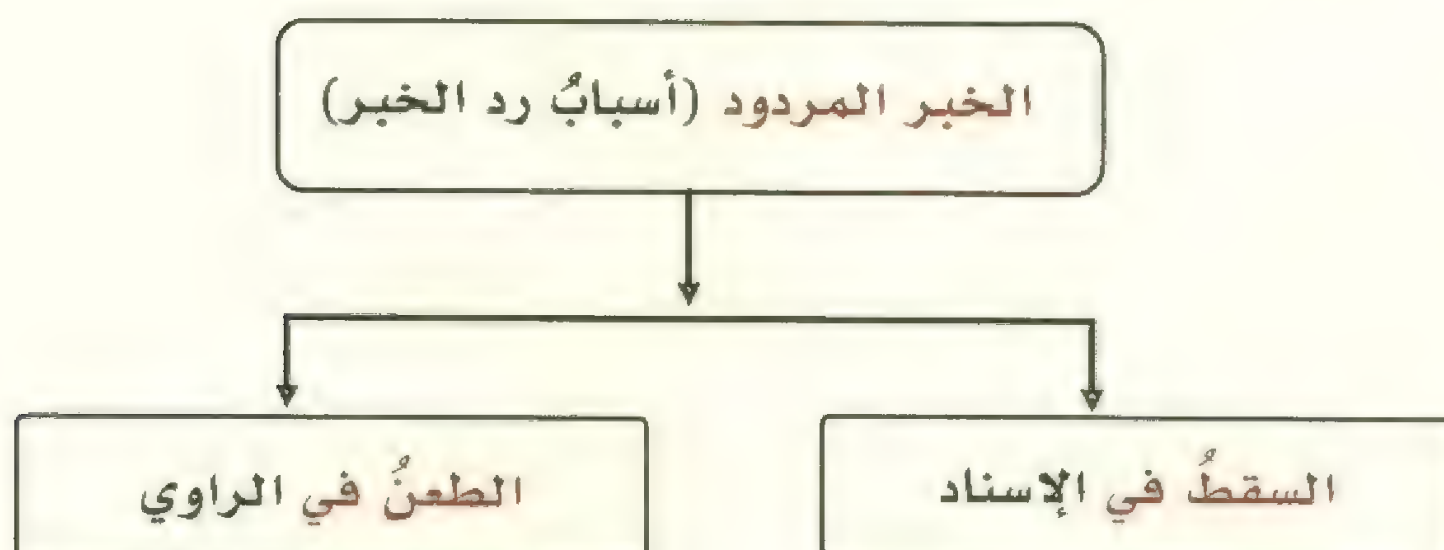 الخبر المردود (أسبابُ رد الخبر)
السقطُ في الإسناد
الطعنُ في الراوي